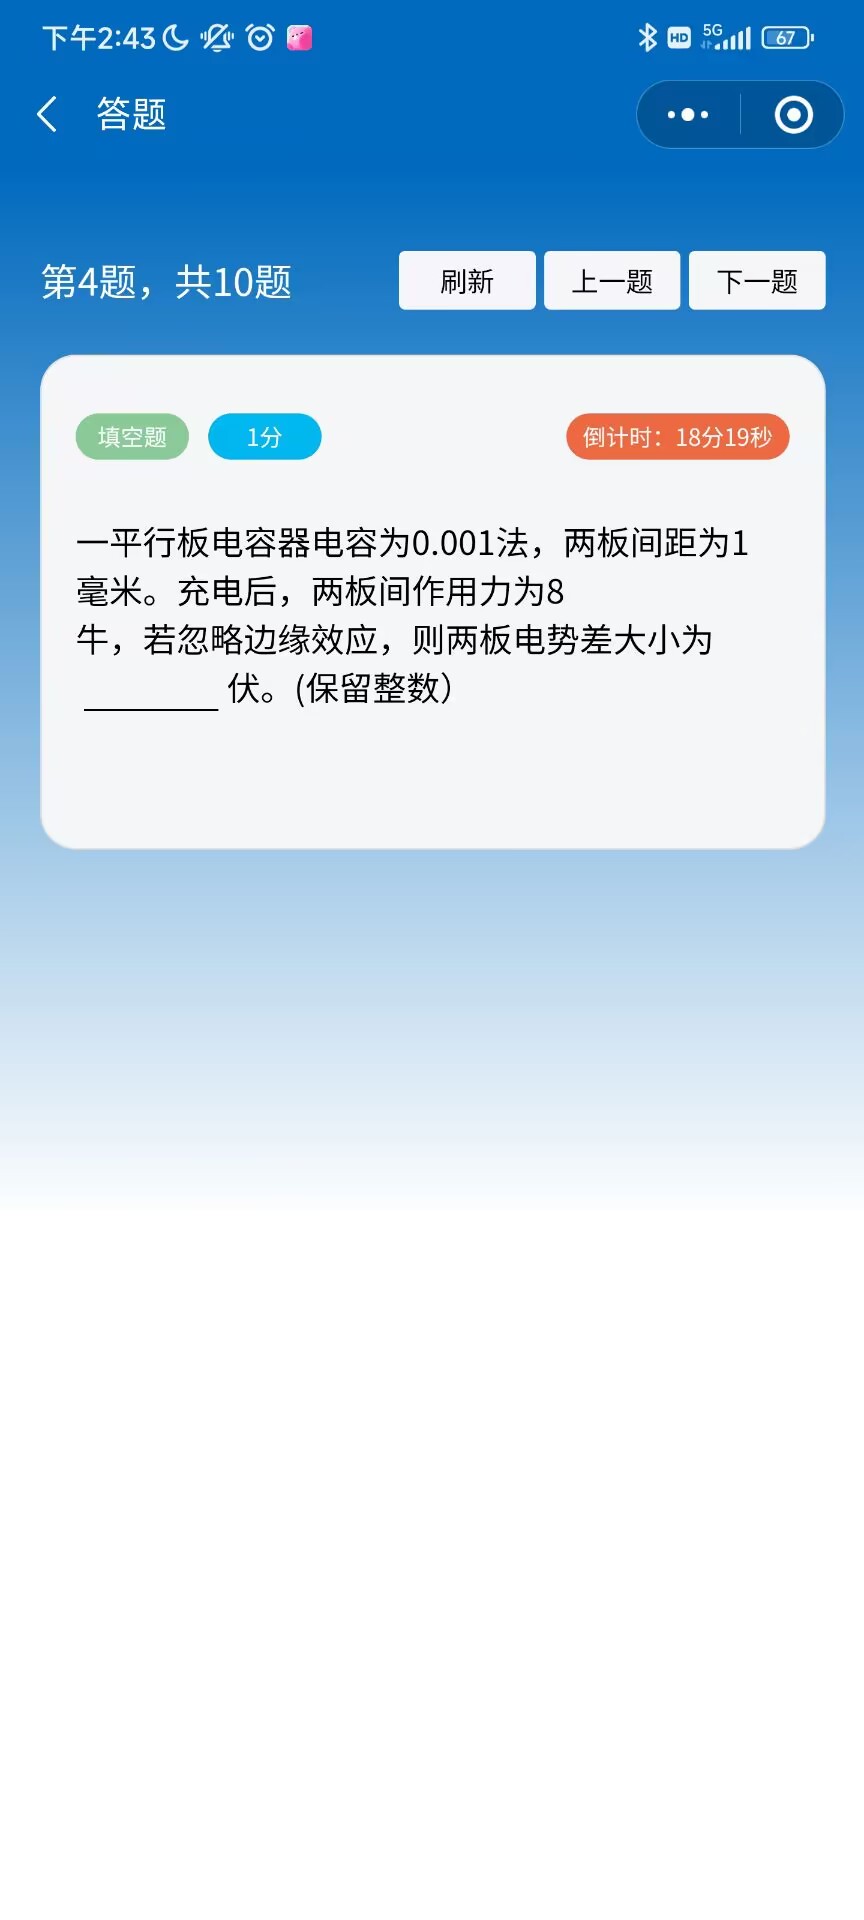 下午2:43
HD 5G 67
答题
第4题，共10题 刷新 上一题 下一题
填空题 1分 倒计时：18分19秒
一平行板电容器电容为0.001法，两板间距为1
毫米。充电后，两板间作用力为8
牛，若忽略边缘效应，则两板电势差大小为
________ 伏。(保留整数）